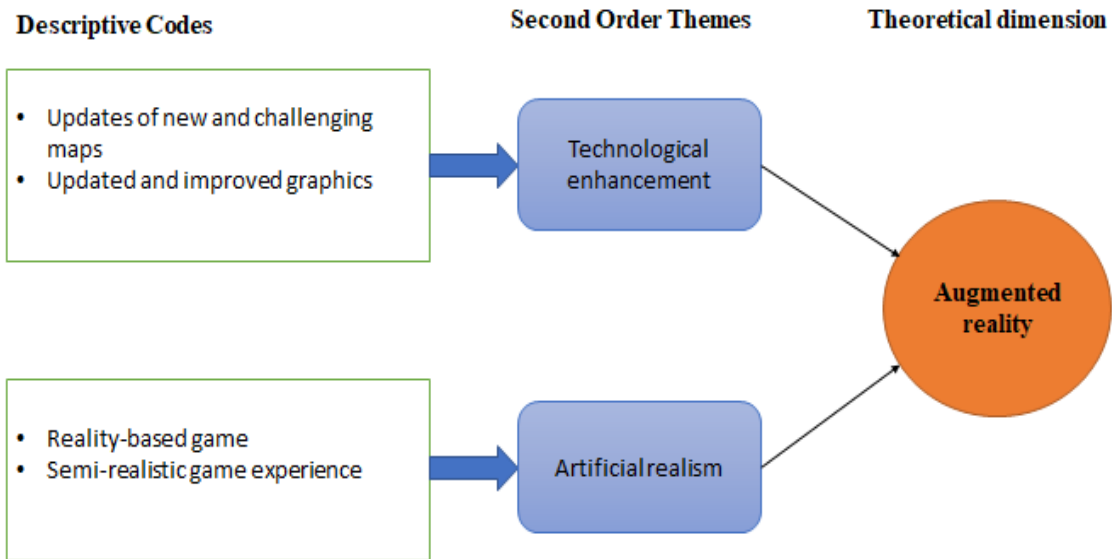 Descriptive Codes
Second Order Themes
Theoretical dimension
• Updates of new and challenging
maps
• Updated and improved graphics
Technological
enhancement
Augmented
reality
• Reality-based game
• Semi-realistic game experience
Artificial realism